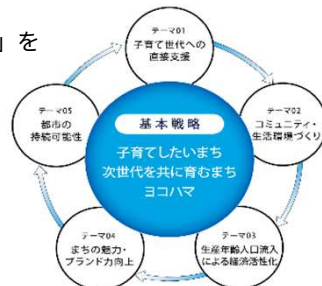 」を
テーマ01
子育て世代への
直接支援
テーマ05
都市の
持続可能性
テーマ02
コミュニティ・
生活環境づくり
基本戦略
子育てしたいまち
次世代を共に育むまち
ヨコハマ
テーマ04
まちの魅力・
ブランド力向上
テーマ03
生産年齢人口流入
による経済活性化